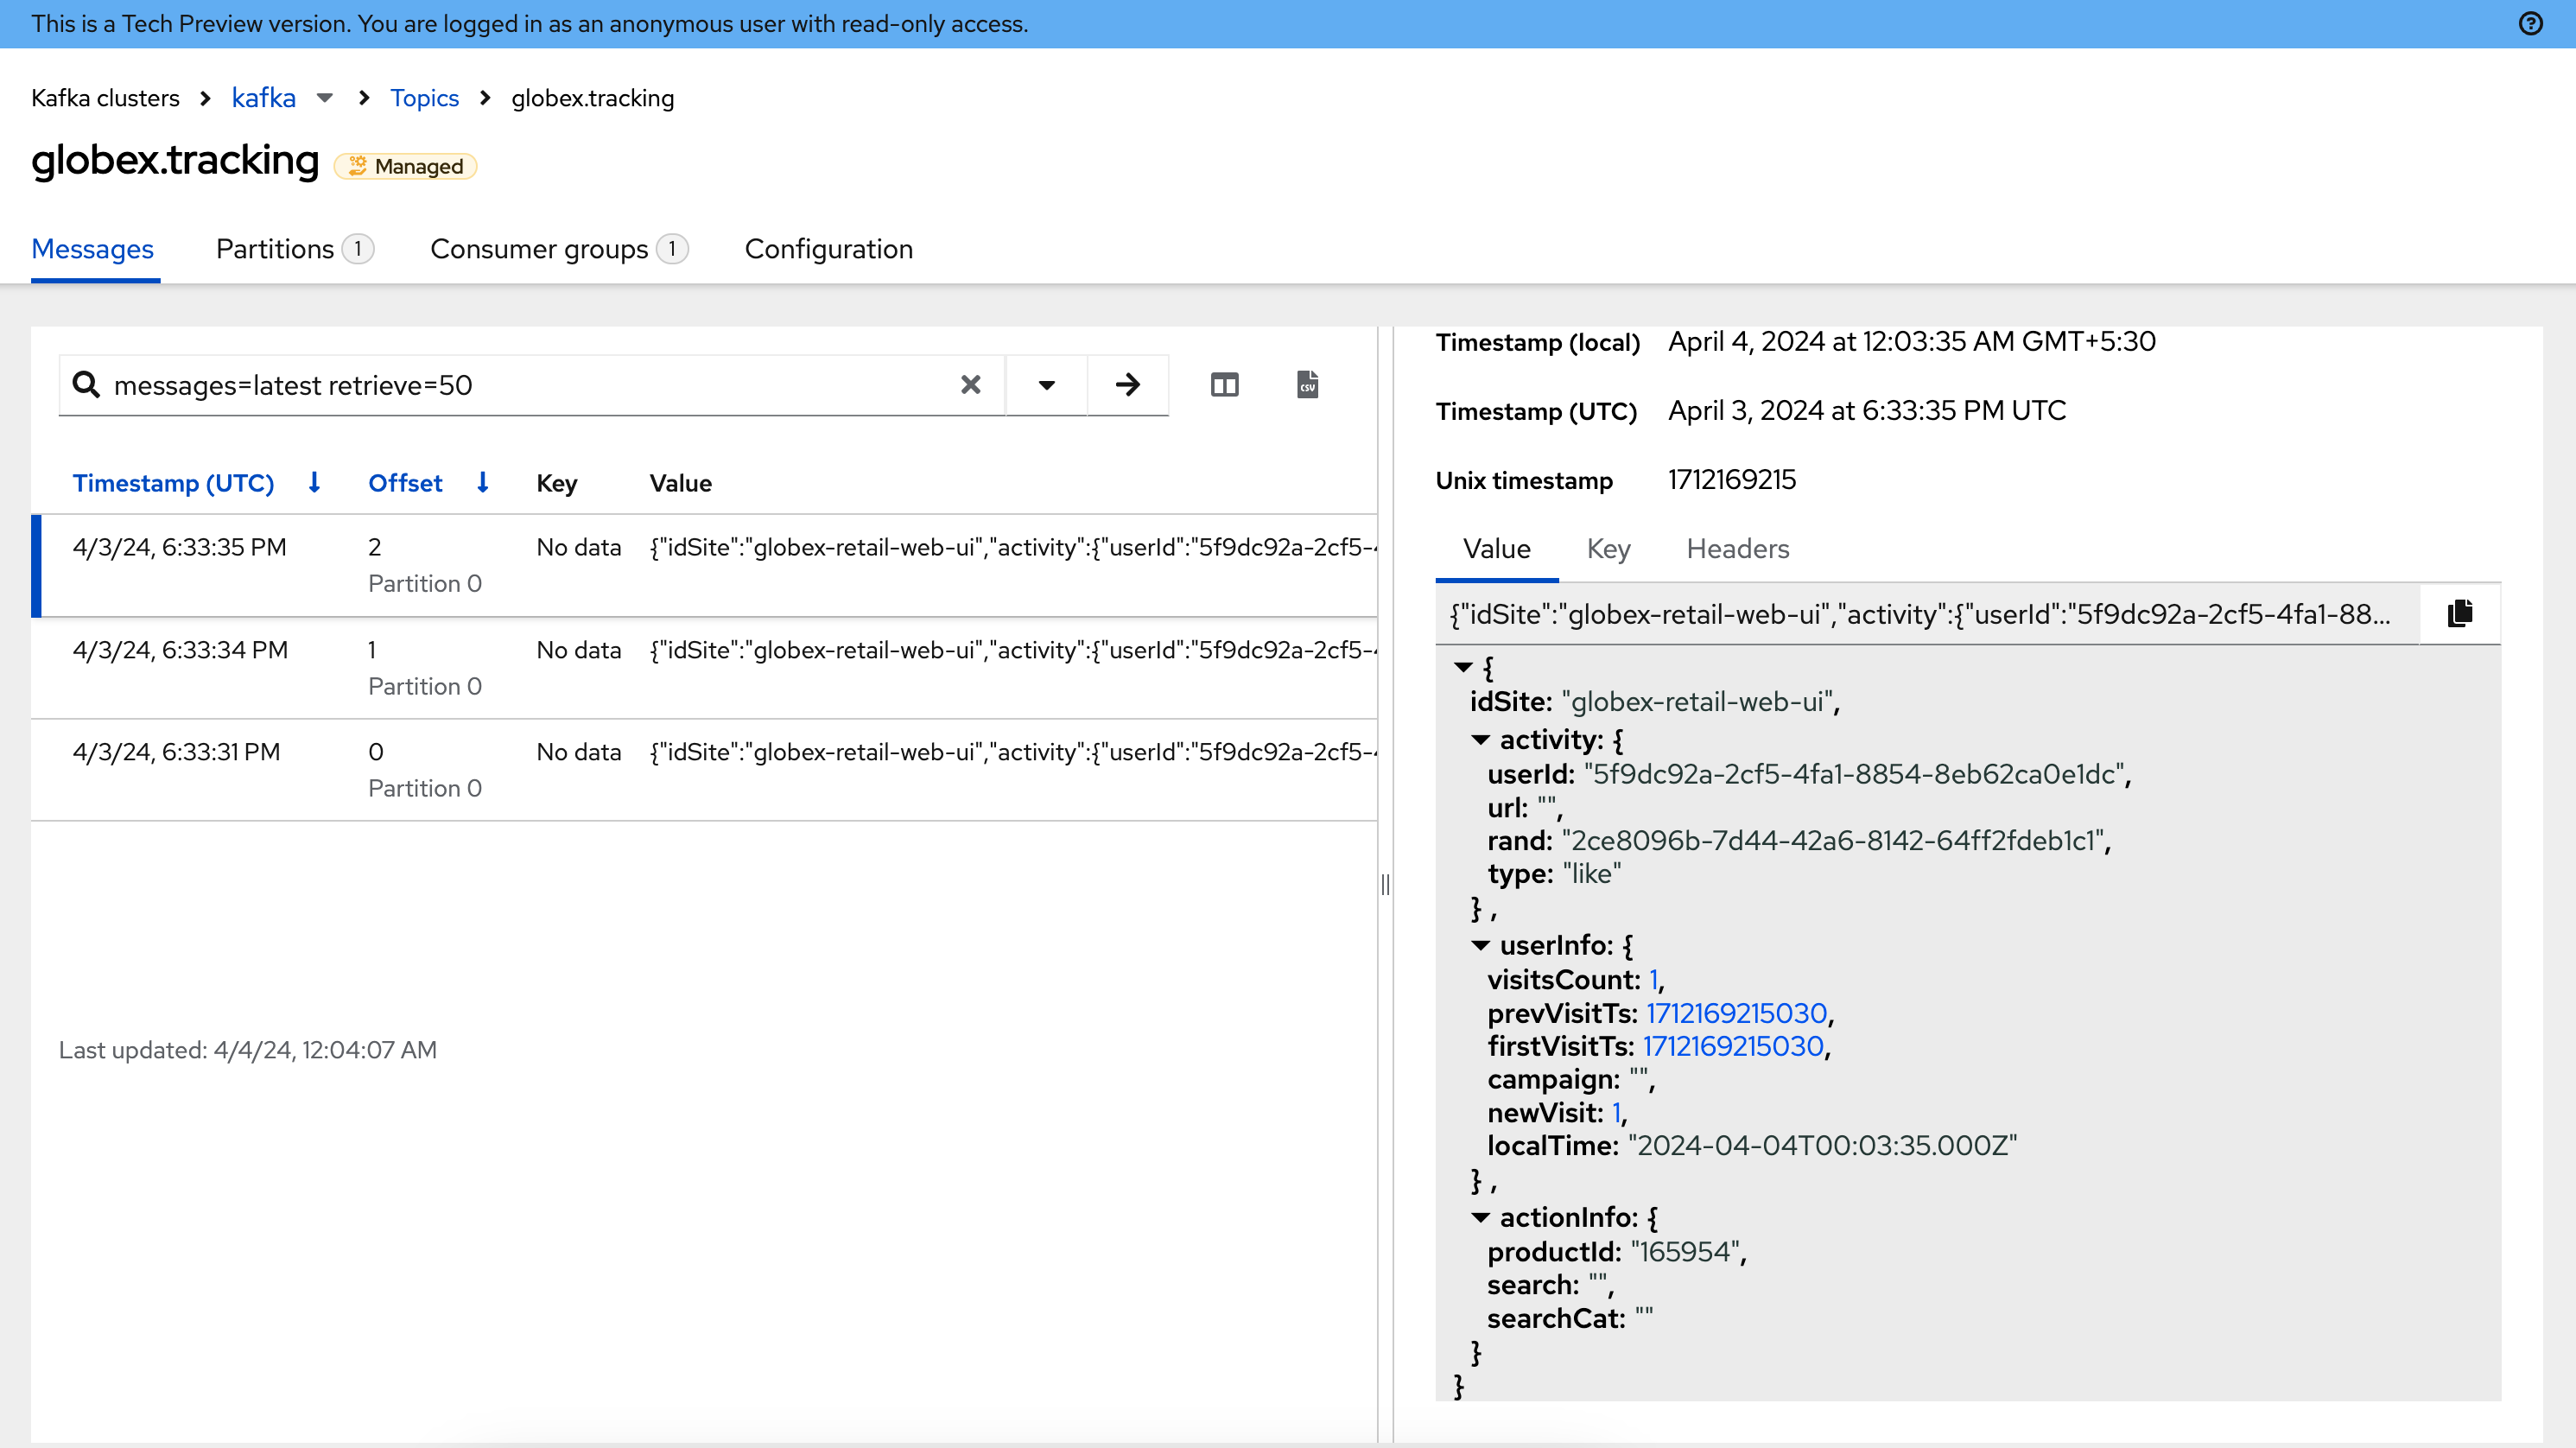 This is a Tech Preview version. You are logged in as an anonymous user with read-only access.
Kafka clusters > kafka > Topics > globex.tracking
globex.tracking Managed
Messages Partitions 1 Consumer groups 1 Configuration
messages=latest retrieve=50
CSV
Timestamp (UTC) Offset Key Value
4/3/24, 6:33:35 PM 2 No data {"idSite":"globex-retail-web-ui","activity":{"userId":"5f9dc92a-2cf5-
Partition 0
4/3/24, 6:33:34 PM 1 No data {"idSite":"globex-retail-web-ui","activity":{"userId":"5f9dc92a-2cf5-
Partition 0
4/3/24, 6:33:31 PM 0 No data {"idSite":"globex-retail-web-ui","activity":{"userId":"5f9dc92a-2cf5-
Partition 0
Last updated: 4/4/24, 12:04:07 AM
Timestamp (local) April 4, 2024 at 12:03:35 AM GMT+5:30
Timestamp (UTC) April 3, 2024 at 6:33:35 PM UTC
Unix timestamp 1712169215
Value Key Headers
{"idSite":"globex-retail-web-ui","activity":{"userId":"5f9dc92a-2cf5-4fa1-88...
{
idSite: "globex-retail-web-ui",
activity: {
userId: "5f9dc92a-2cf5-4fa1-8854-8eb62ca0e1dc",
url: "",
rand: "2ce8096b-7d44-42a6-8142-64ff2fdeb1c1",
type: "like"
} ,
userInfo: {
visitsCount: 1,
prevVisitTs: 1712169215030,
firstVisitTs: 1712169215030,
campaign: "",
newVisit: 1,
localTime: "2024-04-04T00:03:35.000Z"
} ,
actionInfo: {
productId: "165954",
search: "",
searchCat: ""
}
}